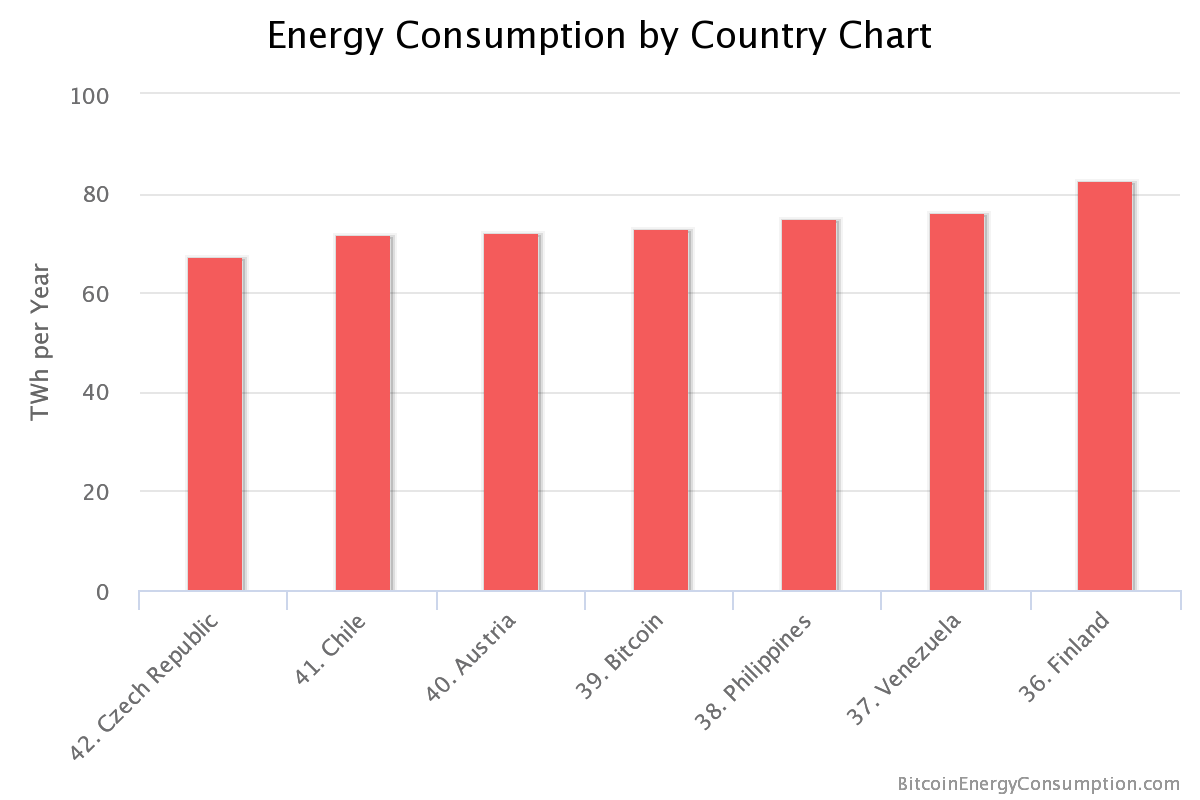 Energy Consumption by Country Chart
100
80
60
40
20
0
TWh per Year
42. Czech Republic
41. Chile
40. Austria
39. Bitcoin
38. Philippines
37. Venezuela
36. Finland
BitcoinEnergyConsumption.com